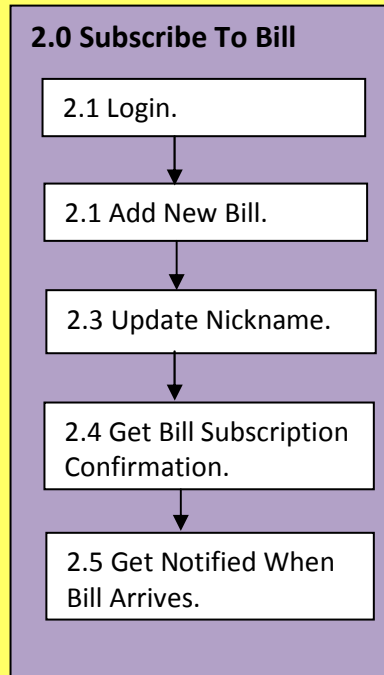 2.0 Subscribe To Bill
2.1 Login.
2.1 Add New Bill.
2.3 Update Nickname.
2.4 Get Bill Subscription
Confirmation.
2.5 Get Notified When
Bill Arrives.